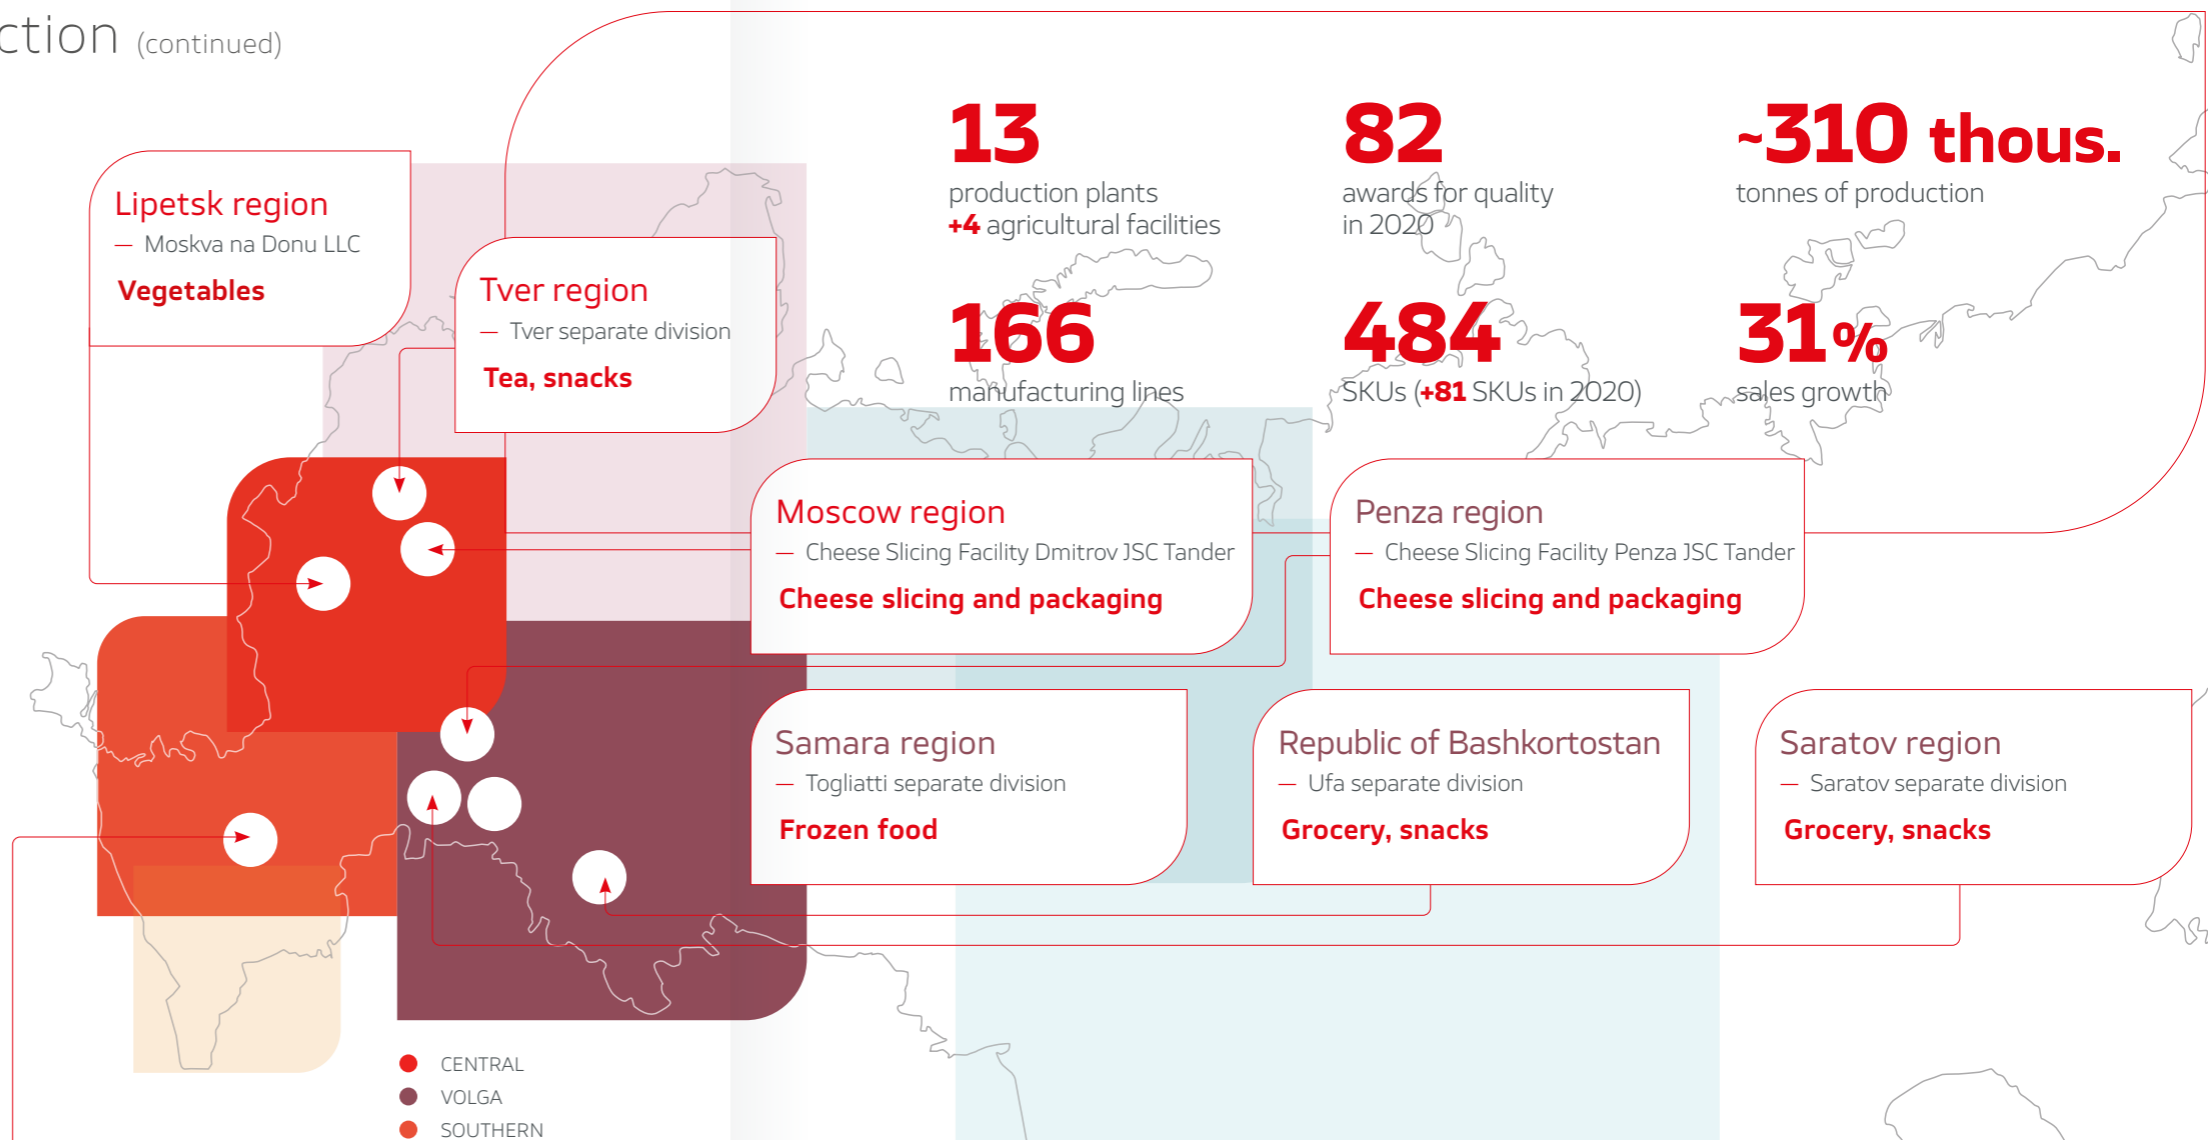 ction (continued)
13
production plants
+4 agricultural facilities
82
awards for quality
in 2020
~310 thous.
tonnes of production
166
manufacturing lines
484
SKUs (+81 SKUs in 2020)
31%
sales growth
Lipetsk region
— Moskva na Donu LLC
Vegetables
Tver region
— Tver separate division
Tea, snacks
Moscow region
— Cheese Slicing Facility Dmitrov JSC Tander
Cheese slicing and packaging
Penza region
— Cheese Slicing Facility Penza JSC Tander
Cheese slicing and packaging
Samara region
— Togliatti separate division
Frozen food
Republic of Bashkortostan
— Ufa separate division
Grocery, snacks
Saratov region
— Saratov separate division
Grocery, snacks
CENTRAL
VOLGA
SOUTHERN